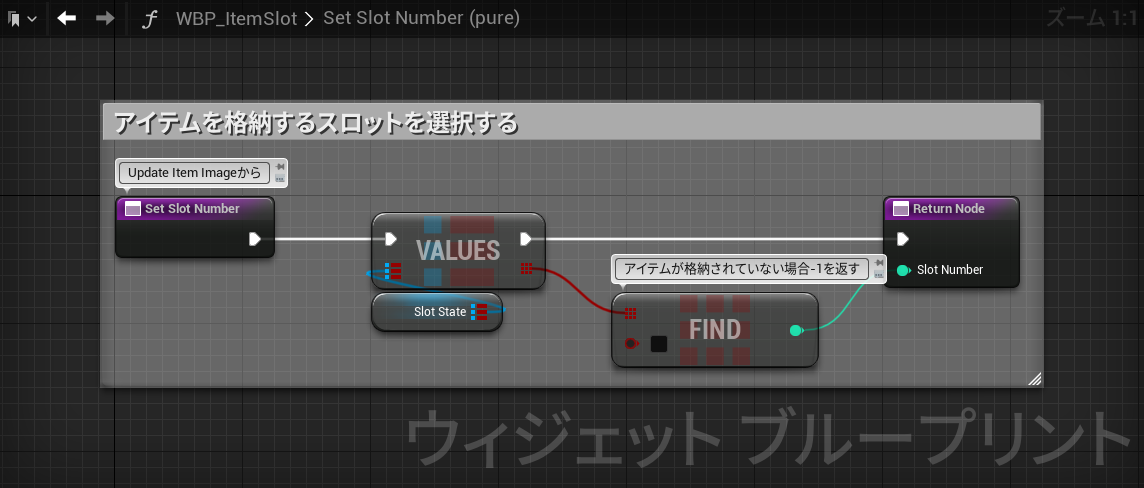 WBP_ItemSlot > Set Slot Number (pure)
ズーム 1:1
アイテムを格納するスロットを選択する
Update Item Imageから
Set Slot Number
VALUES
Slot State
アイテムが格納されていない場合-1を返す
FIND
Return Node
Slot Number
ウィジェット ブループリント